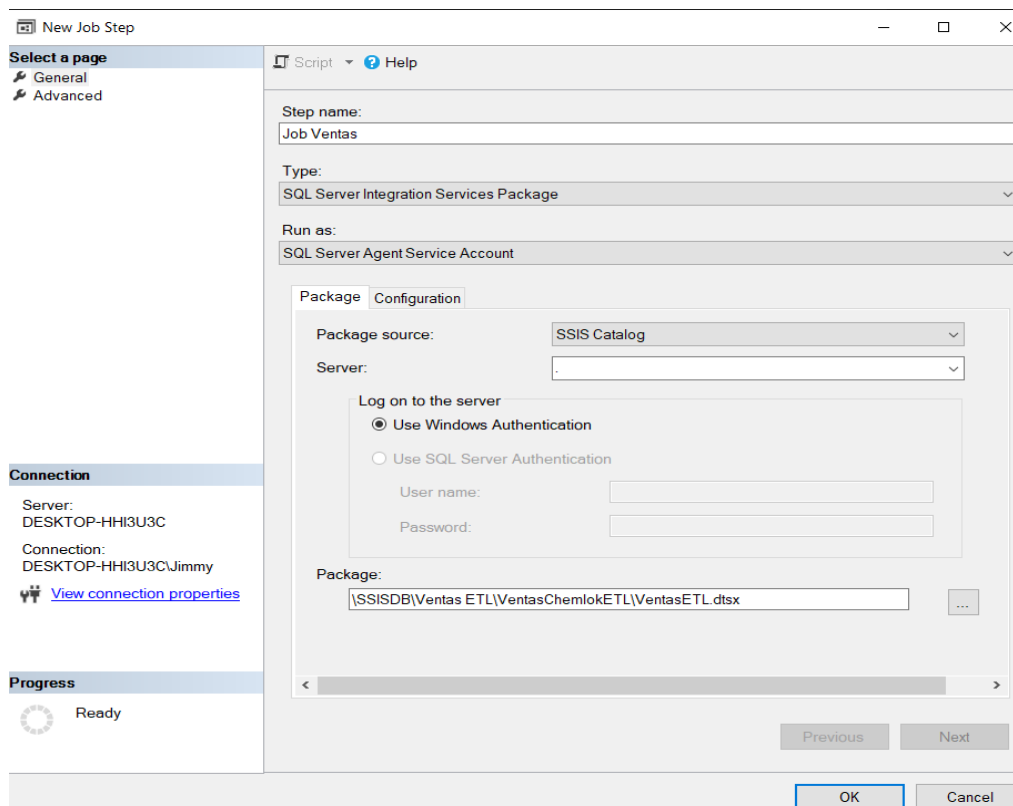 New Job Step
Select a page
General
Advanced
Script
Help
Step name:
Job Ventas
Type:
SQL Server Integration Services Package
Run as:
SQL Server Agent Service Account
Package
Configuration
Package source:
SSIS Catalog
Server:
.
Log on to the server
Use Windows Authentication
Use SQL Server Authentication
User name:
Password:
Package:
\SSISDB\Ventas ETL\VentasChemlokETL\VentasETL.dtsx
...
Connection
Server:
DESKTOP-HHI3U3C
Connection:
DESKTOP-HHI3U3C\Jimmy
View connection properties
Progress
Ready
Previous
Next
OK
Cancel